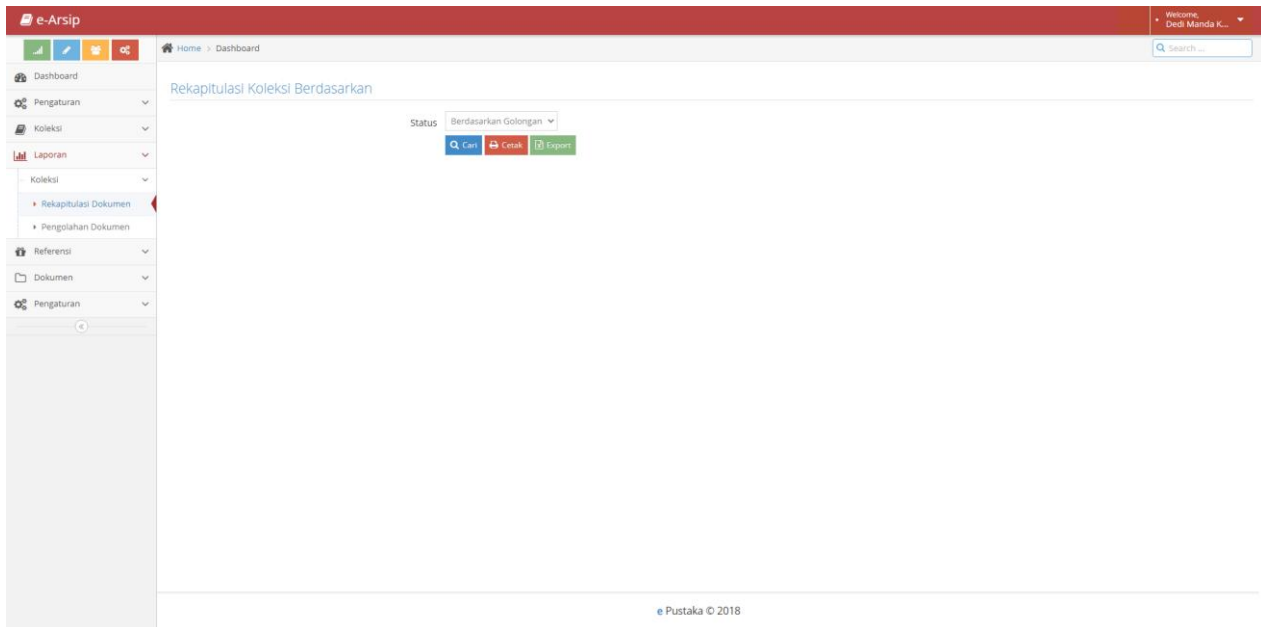 e-Arsip
Welcome,
Dedi Manda K...
Home > Dashboard
Search ...
Dashboard
Pengaturan
Koleksi
Laporan
Koleksi
Rekapitulasi Dokumen
Pengolahan Dokumen
Referensi
Dokumen
Pengaturan
Rekapitulasi Koleksi Berdasarkan
Status Berdasarkan Golongan
Cari Cetak Export
e Pustaka © 2018